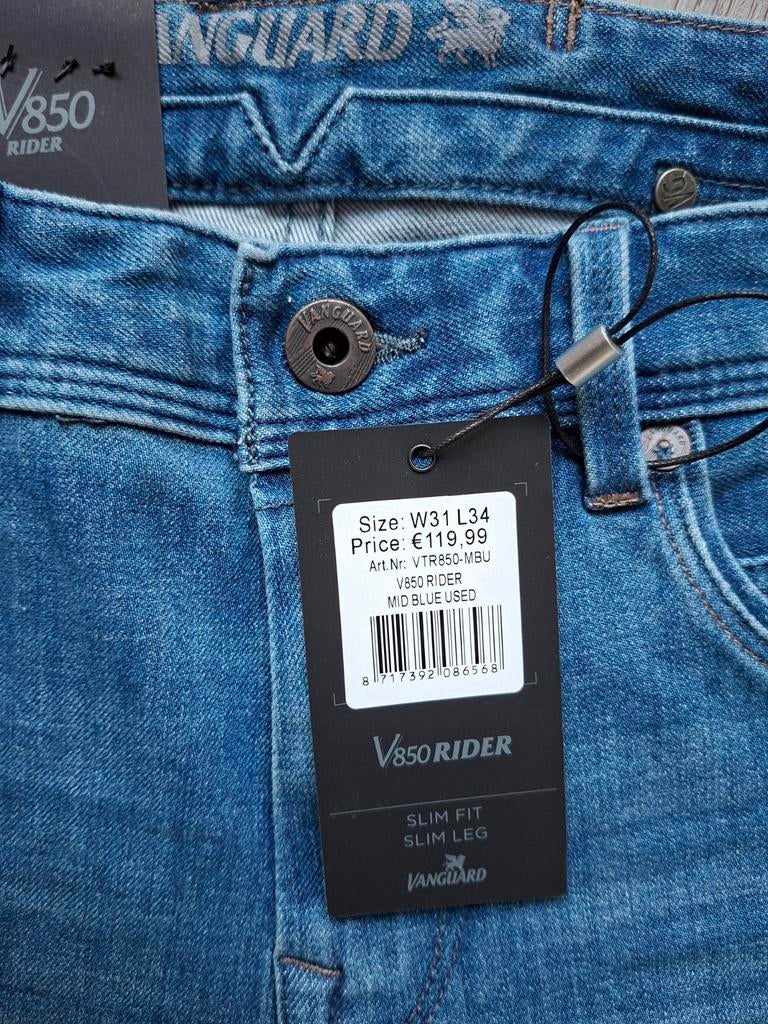 VANGUARD
V850
RIDER
VANGUARD
Size: W31 L34
Price: €119,99
Art.Nr: VTR850-MBU
V850 RIDER
MID BLUE USED
8 717392 086568
V850 RIDER
SLIM FIT
SLIM LEG
VANGUARD